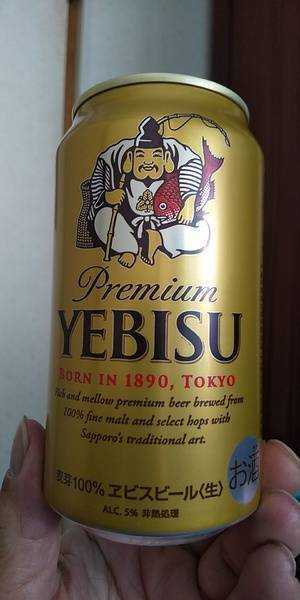 Premium
YEBISU
BORN IN 1890, TOKYO
Rich and mellow premium beer brewed from
100% fine malt and select hops with
Sapporo's traditional art.
麦芽100% ヱビスビール〈生〉
ALC. 5% 非熱処理
お酒